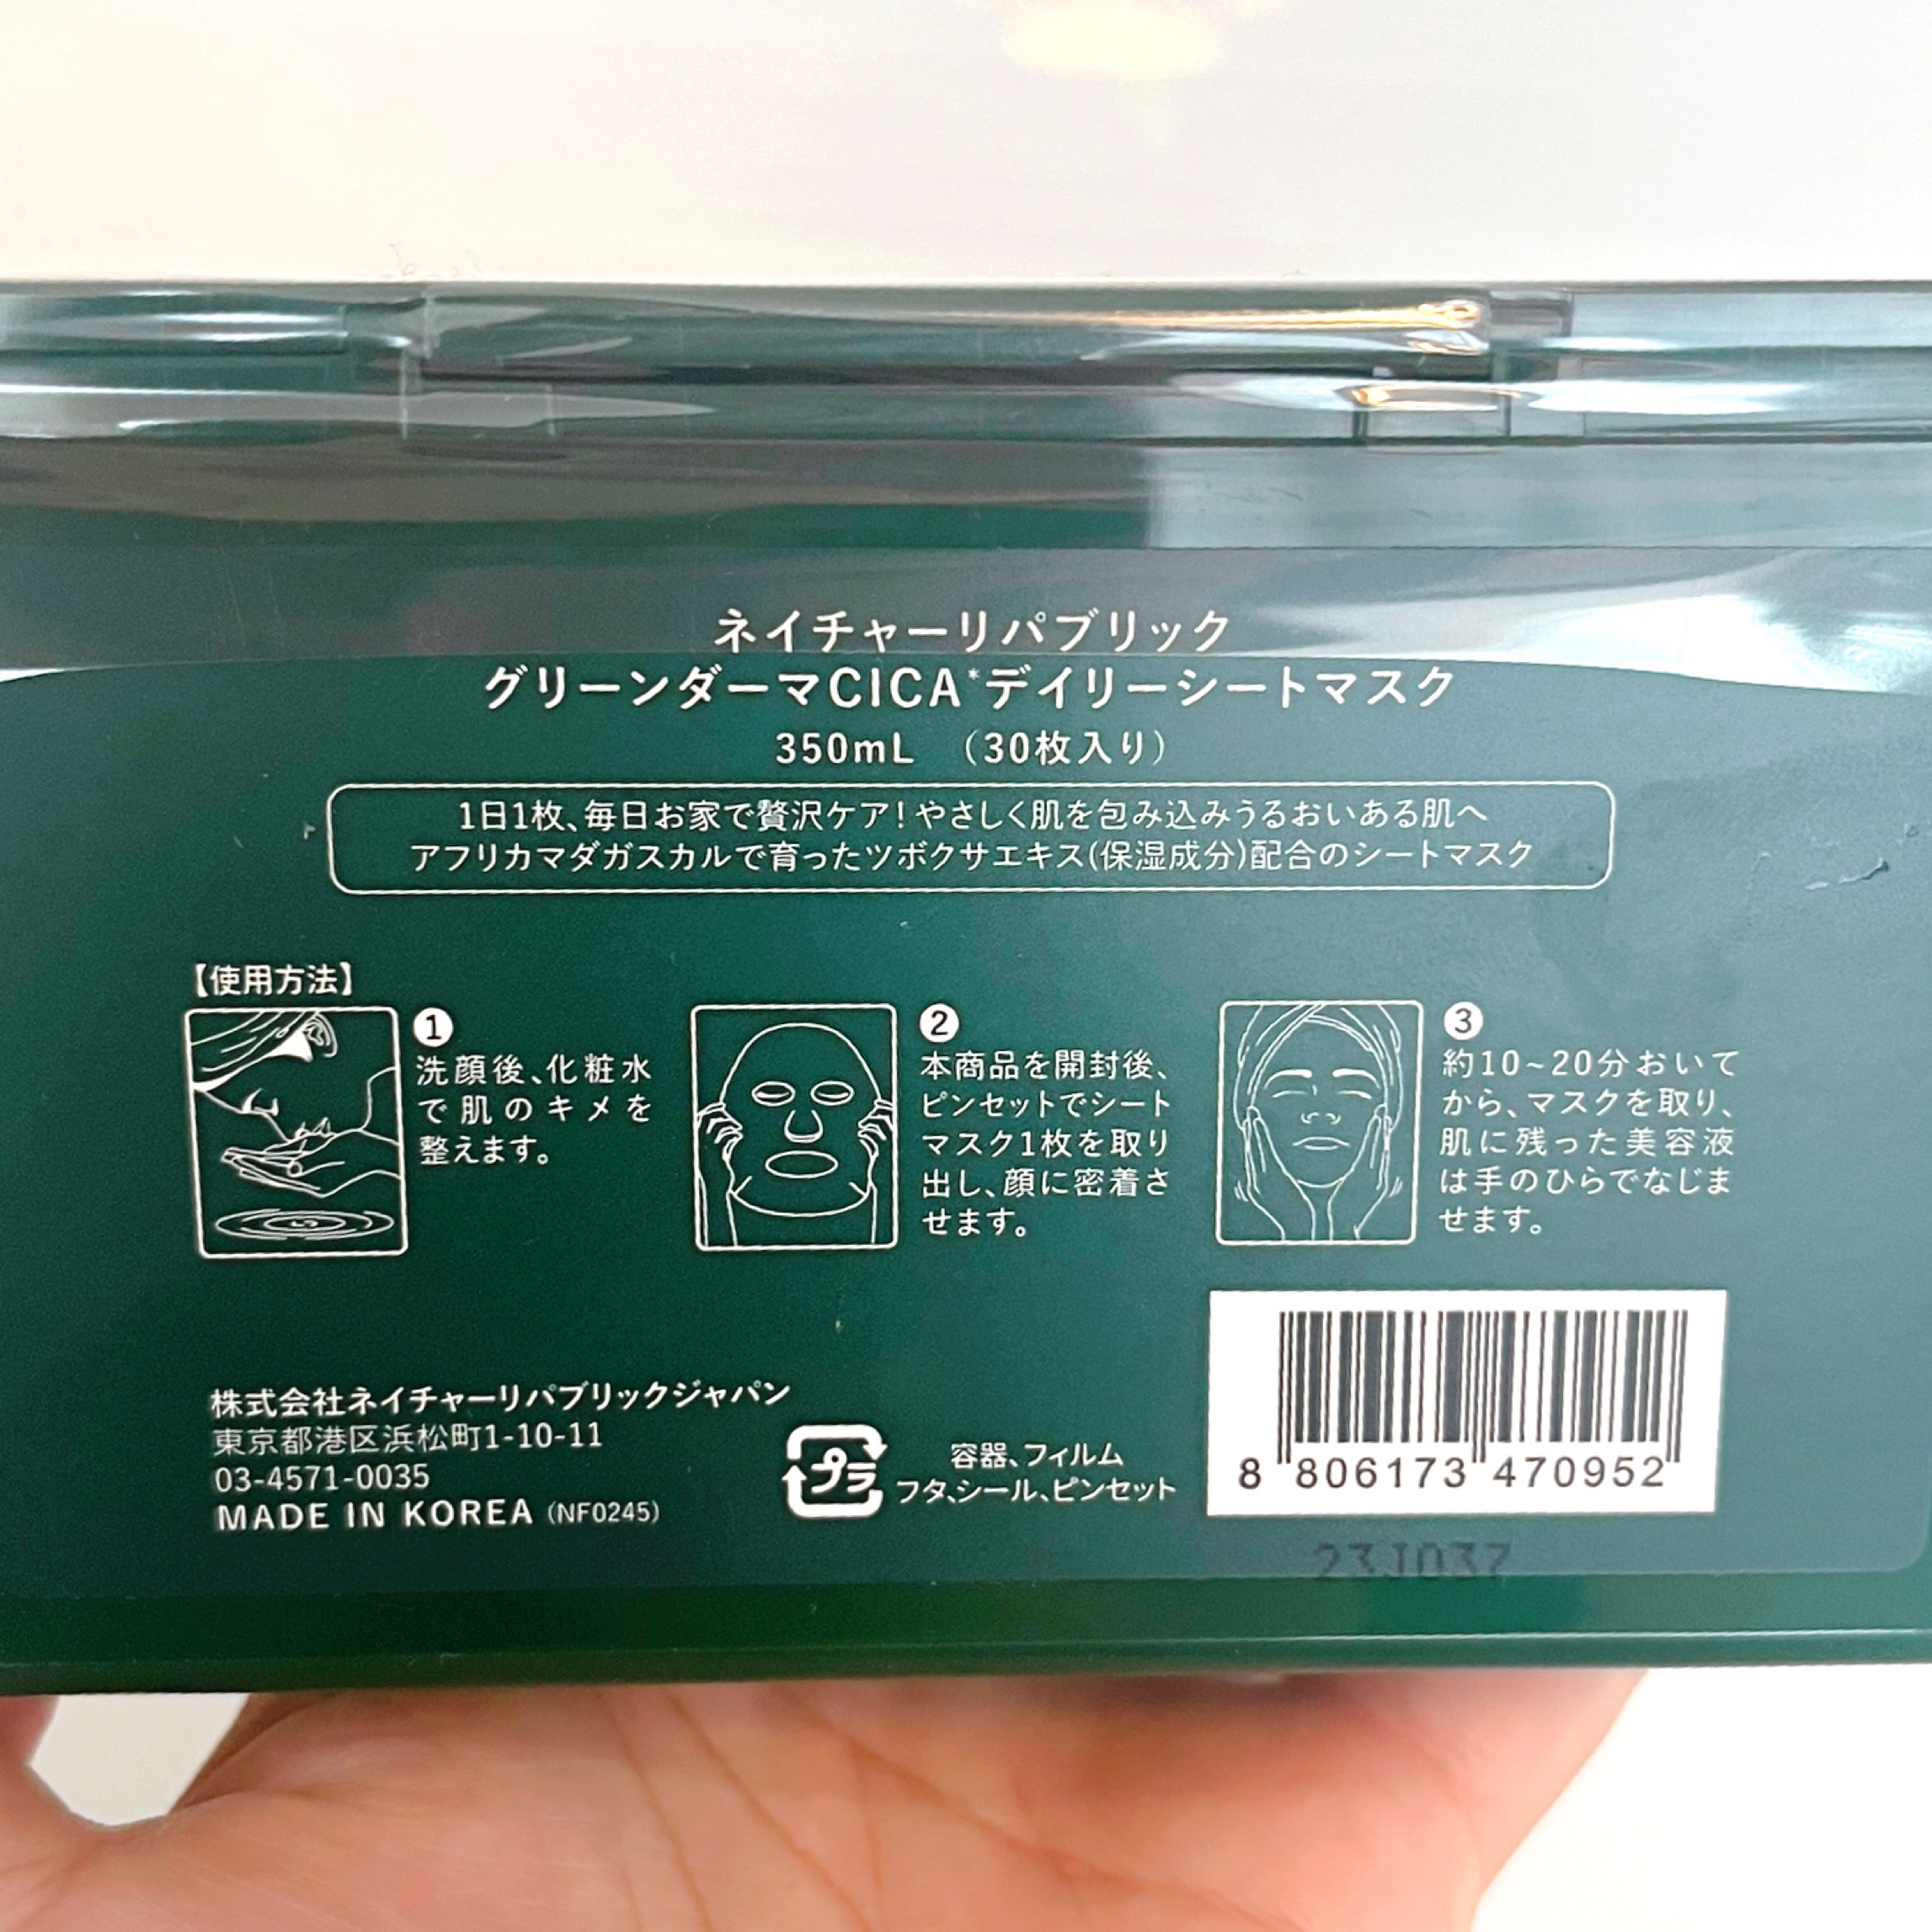 ネイチャーリパブリック
グリーンダーマCICA*デイリーシートマスク
350mL （30枚入り）
1日1枚、毎日お家で贅沢ケア！やさしく肌を包み込みうるおいある肌へ
アフリカマダガスカルで育ったツボクサエキス(保湿成分)配合のシートマスク
【使用方法】
1
洗顔後、化粧水
で肌のキメを
整えます。
2
本商品を開封後、
ピンセットでシート
マスク1枚を取り
出し、顔に密着さ
せます。
3
約10~20分おいて
から、マスクを取り、
肌に残った美容液
は手のひらでなじま
せます。
株式会社ネイチャーリパブリックジャパン
東京都港区浜松町1-10-11
03-4571-0035
MADE IN KOREA (NF0245)
プラ
容器、フィルム
フタ、シール、ピンセット
8 806173 470952
23J037